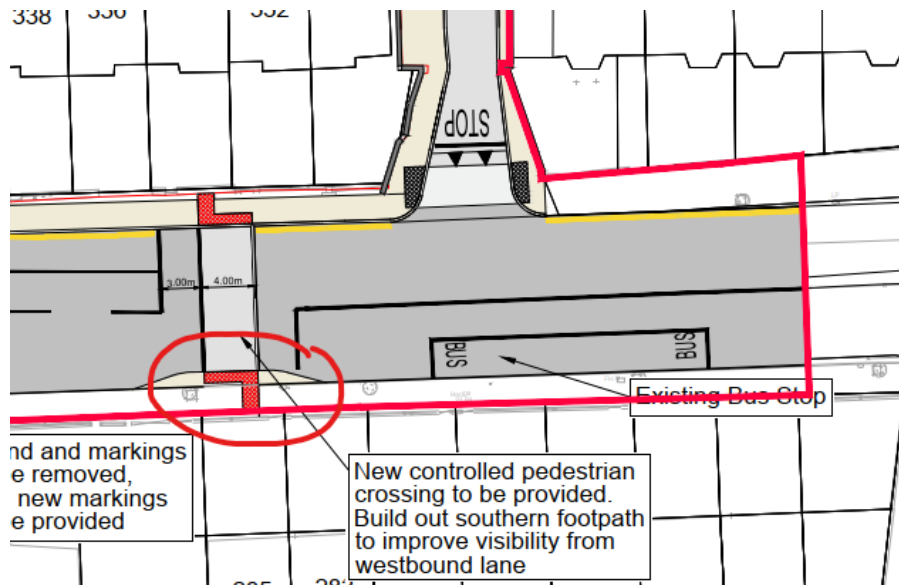 338
336
332
STOP
3.00m
4.00m
BUS
BUS
Existing Bus Stop
nd and markings
e removed,
new markings
e provided
New controlled pedestrian
crossing to be provided.
Build out southern footpath
to improve visibility from
westbound lane